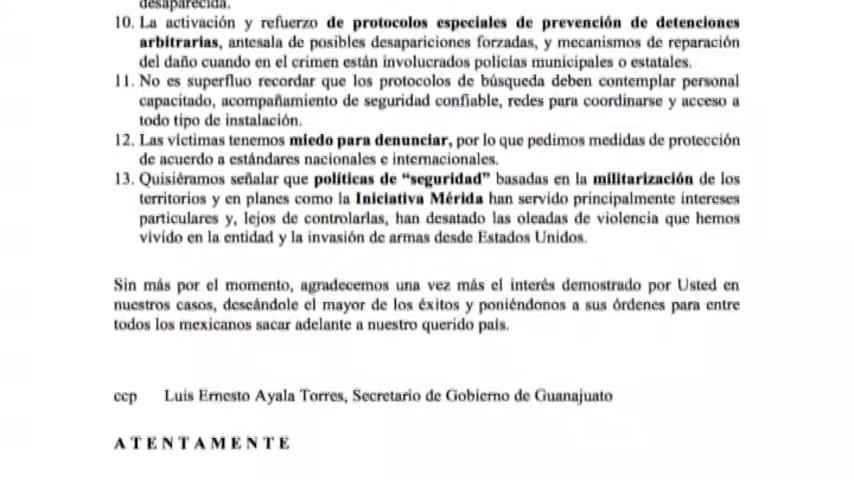 desaparecida.
10. La activación y refuerzo de protocolos especiales de prevención de detenciones
arbitrarias, antesala de posibles desapariciones forzadas, y mecanismos de reparación
del daño cuando en el crimen están involucrados policías municipales o estatales.
11. No es superfluo recordar que los protocolos de búsqueda deben contemplar personal
capacitado, acompañamiento de seguridad confiable, redes para coordinarse y acceso a
todo tipo de instalación.
12. Las víctimas tenemos miedo para denunciar, por lo que pedimos medidas de protección
de acuerdo a estándares nacionales e internacionales.
13. Quisiéramos señalar que políticas de “seguridad” basadas en la militarización de los
territorios y en planes como la Iniciativa Mérida han servido principalmente intereses
particulares y, lejos de controlarlas, han desatado las oleadas de violencia que hemos
vivido en la entidad y la invasión de armas desde Estados Unidos.
Sin más por el momento, agradecemos una vez más el interés demostrado por Usted en
nuestros casos, deseándole el mayor de los éxitos y poniéndonos a sus órdenes para entre
todos los mexicanos sacar adelante a nuestro querido país.
ccp Luis Ernesto Ayala Torres, Secretario de Gobierno de Guanajuato
A T E N T A M E N T E